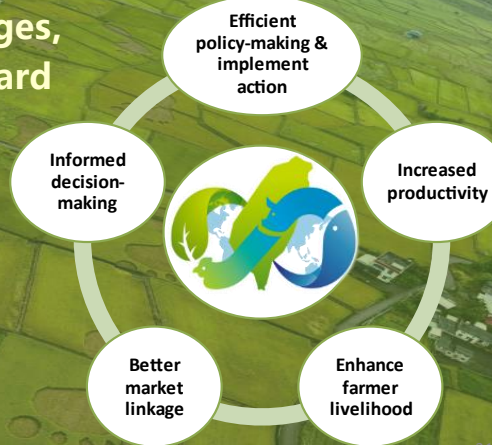 ges,
ard
Efficient
policy-making &
implement
action
Informed
decision-
making
Increased
productivity
Better
market
linkage
Enhance
farmer
livelihood